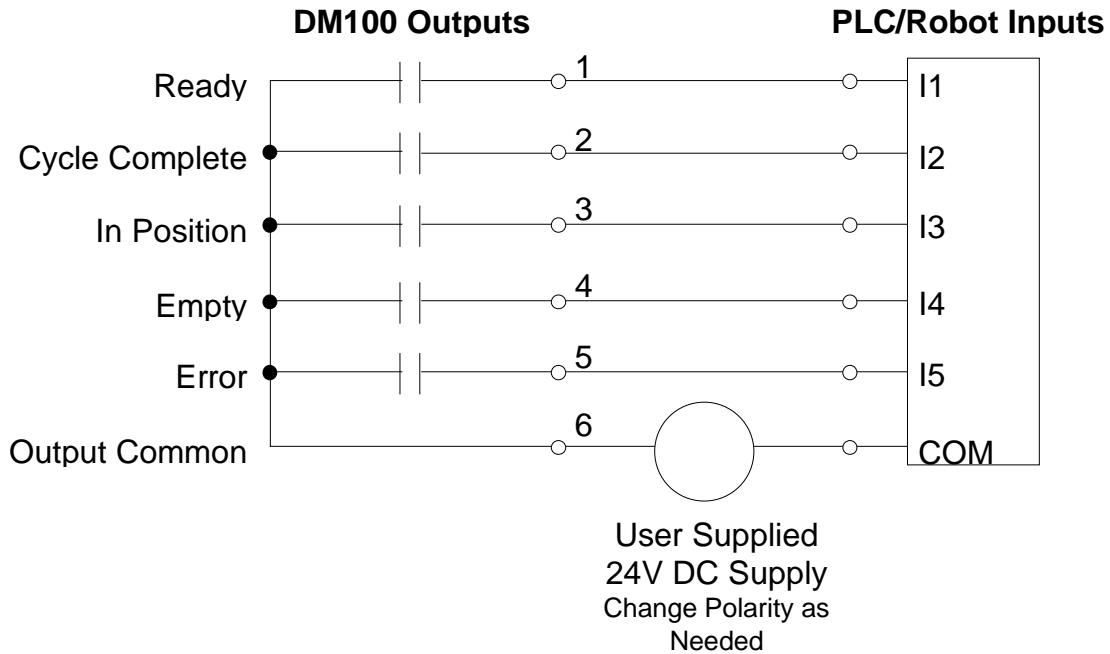 DM100 Outputs
PLC/Robot Inputs
Ready
1
I1
Cycle Complete
2
I2
In Position
3
I3
Empty
4
I4
Error
5
I5
Output Common
6
COM
User Supplied
24V DC Supply
Change Polarity as
Needed